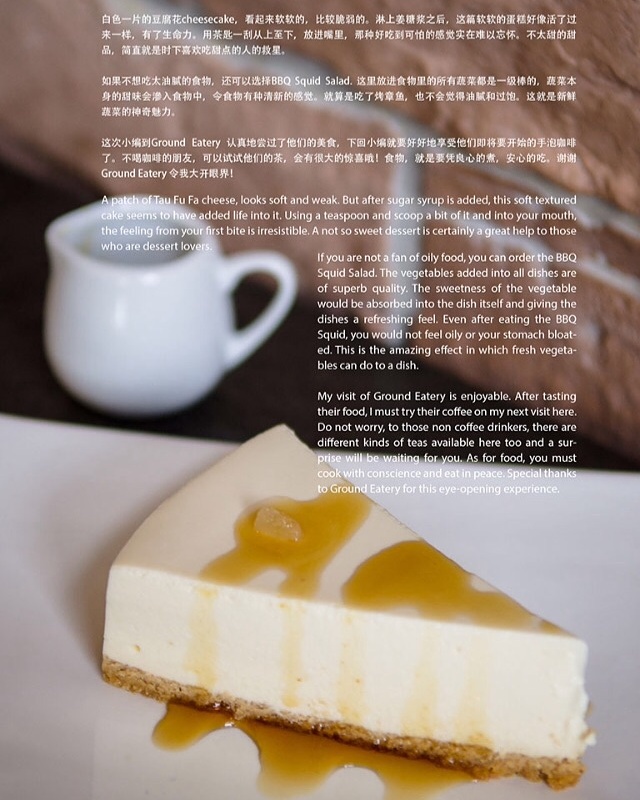 白色一片的豆腐花cheesecake，看起来软软的，比较脆弱的。淋上姜糖浆之后，这篇软软的蛋糕好像活了过
来一样，有了生命力。用茶匙一刮从上至下，放进嘴里，那种好吃到可怕的感觉实在难以忘怀。不太甜的甜
品，简直就是时下喜欢吃甜点的人的救星。
如果不想吃太油腻的食物，还可以选择BBQ Squid Salad. 这里放进食物里的所有蔬菜都是一级棒的，蔬菜本
身的甜味会渗入食物中，令食物有种清新的感觉。就算是吃了烤章鱼，也不会觉得油腻和过饱。这就是新鲜
蔬菜的神奇魅力。
这次小编到Ground Eatery 认真地尝过了他们的美食，下回小编就要好好地享受他们即将要开始的手泡咖啡
了。不喝咖啡的朋友，可以试试他们的茶，会有很大的惊喜哦！食物，就是要凭良心的煮，安心的吃。谢谢
Ground Eatery 令我大开眼界！
A patch of Tau Fu Fa cheese, looks soft and weak. But after sugar syrup is added, this soft textured
cake seems to have added life into it. Using a teaspoon and scoop a bit of it and into your mouth,
the feeling from your first bite is irresistible. A not so sweet dessert is certainly a great help to those
who are dessert lovers.
If you are not a fan of oily food, you can order the BBQ
Squid Salad. The vegetables added into all dishes are
of superb quality. The sweetness of the vegetable
would be absorbed into the dish itself and giving the
dishes a refreshing feel. Even after eating the BBQ
Squid, you would not feel oily or your stomach bloat-
ed. This is the amazing effect in which fresh vegeta-
bles can do to a dish.
My visit of Ground Eatery is enjoyable. After tasting
their food, I must try their coffee on my next visit here.
Do not worry, to those non coffee drinkers, there are
different kinds of teas available here too and a sur-
prise will be waiting for you. As for food, you must
cook with conscience and eat in peace. Special thanks
to Ground Eatery for this eye-opening experience.